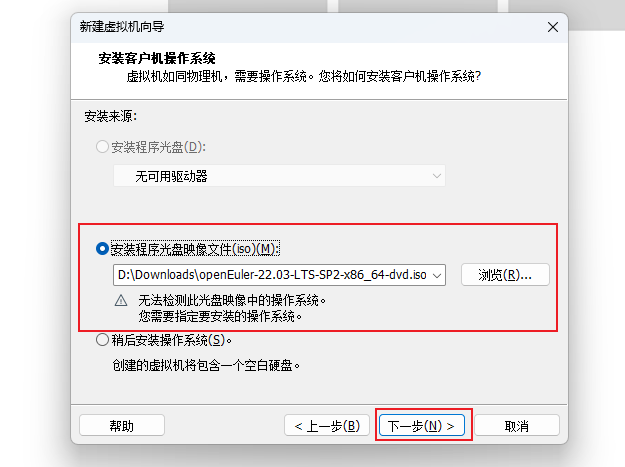 新建虚拟机向导
安装客户机操作系统
虚拟机如同物理机，需要操作系统。您将如何安装客户机操作系统?
安装来源:
安装程序光盘(D):
无可用驱动器
安装程序光盘映像文件(iso)(M):
D:\Downloads\openEuler-22.03-LTS-SP2-x86_64-dvd.iso
浏览(R)...
无法检测此光盘映像中的操作系统。
您需要指定要安装的操作系统。
稍后安装操作系统(S)。
创建的虚拟机将包含一个空白硬盘。
帮助
< 上一步(B)
下一步(N) >
取消